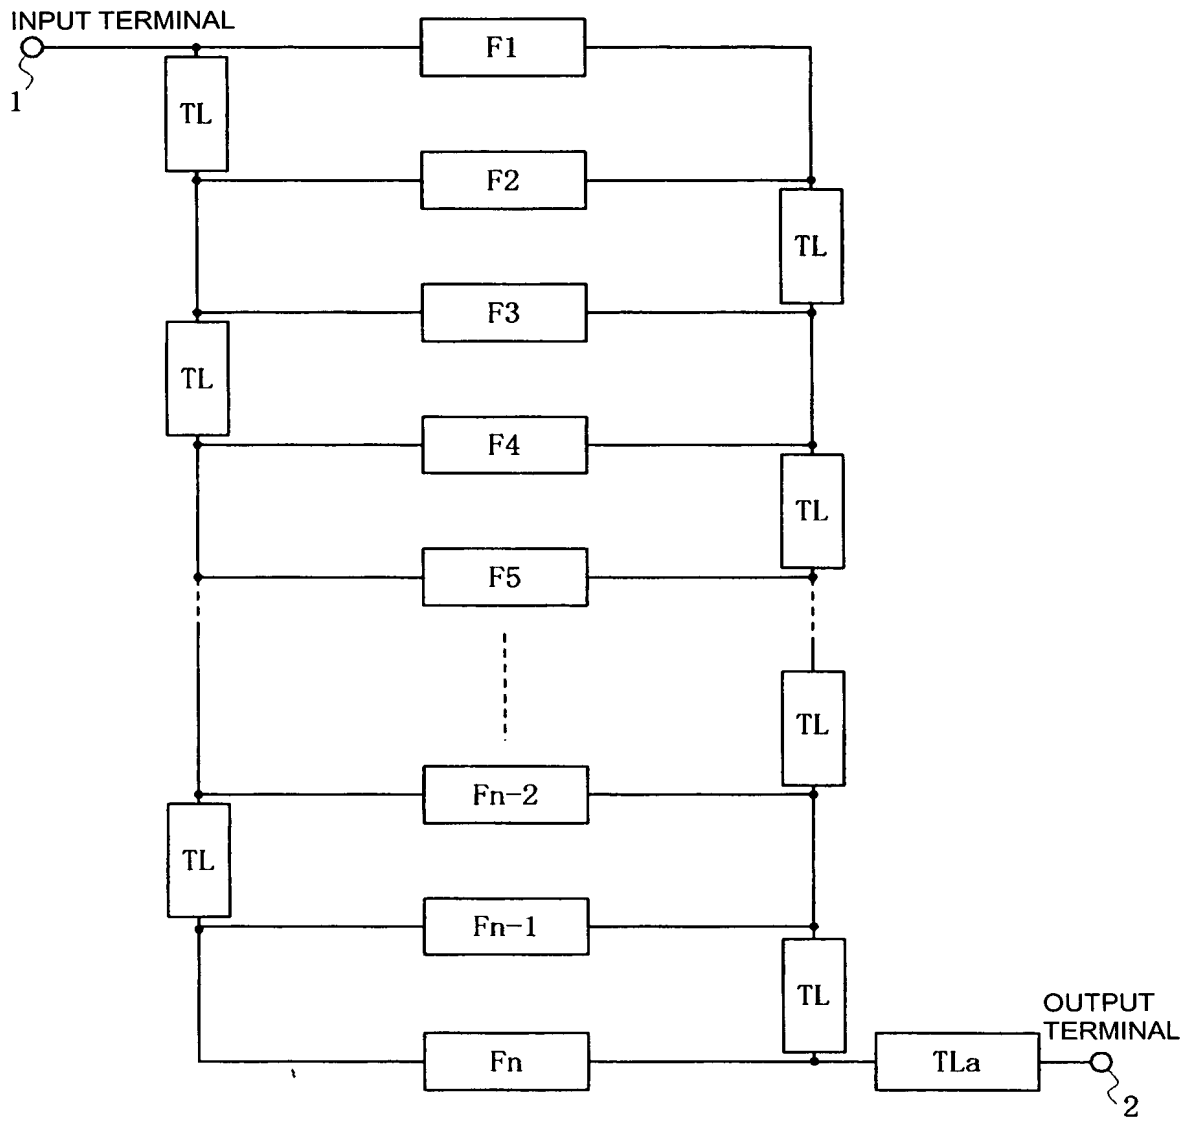 INPUT TERMINAL
1
F1
TL
F2
TL
F3
TL
F4
TL
F5
TL
Fn-2
TL
Fn-1
TL
OUTPUT
TERMINAL
Fn
TLa
2